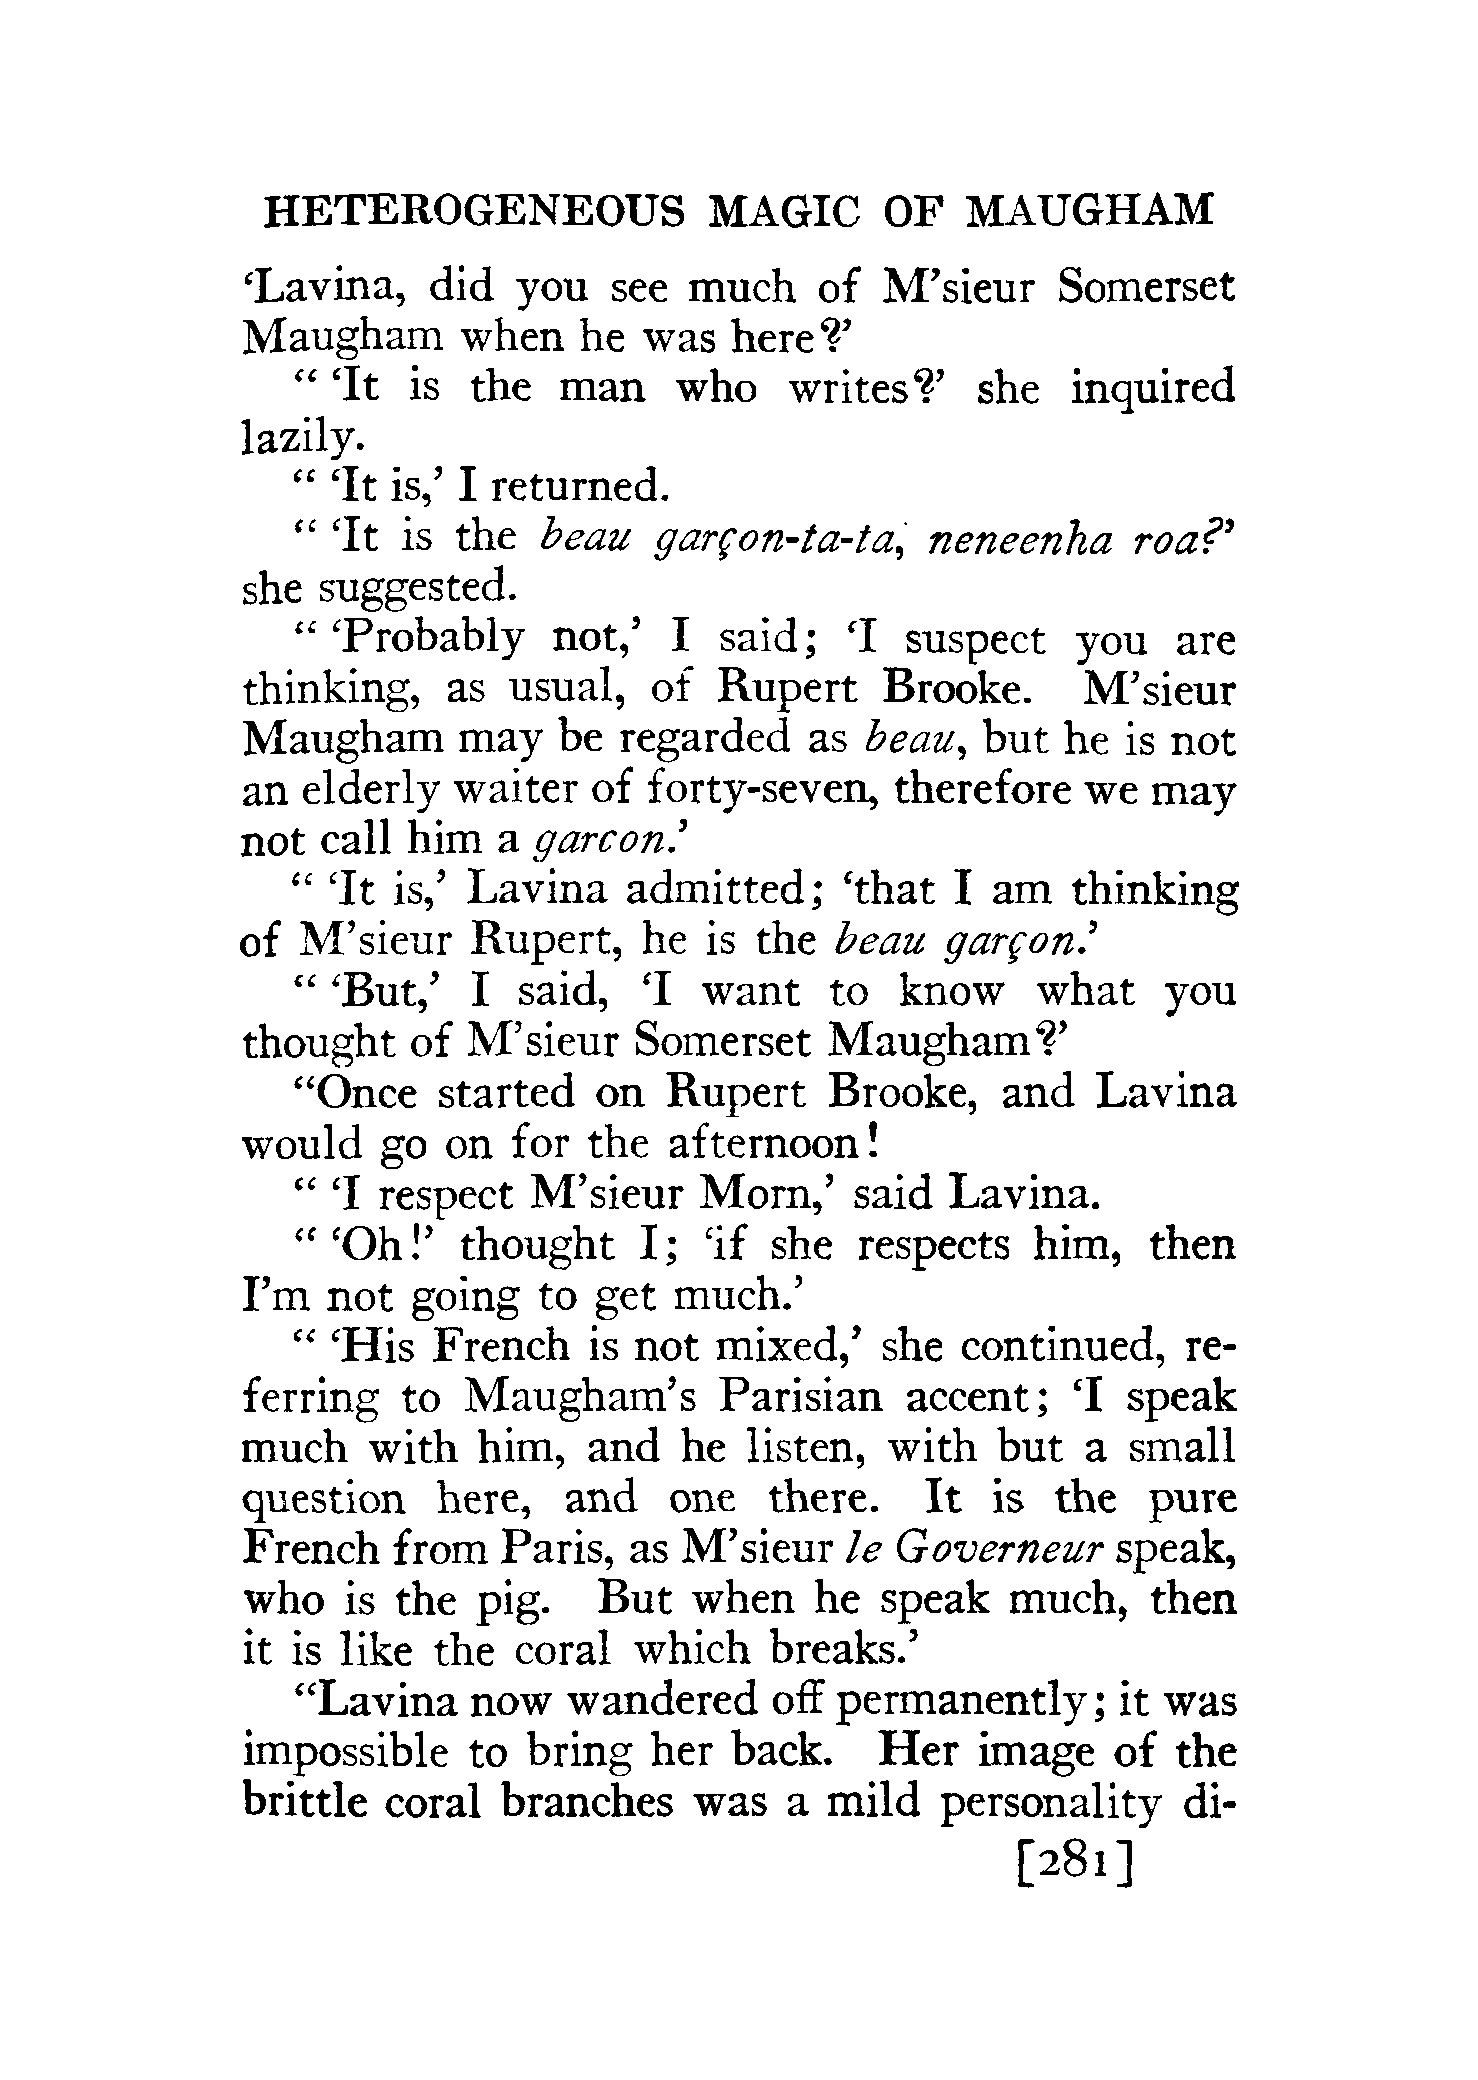 HETEROGENEOUS MAGIC OF MAUGHAM
‘Lavina, did you see much of M’sieur Somerset
Maugham when he was here?’
“ ‘It is the man who writes?’ she inquired
lazily.
“ ‘It is,’ I returned.
“ ‘It is the beau garçon-ta-ta, neneenha roa?’
she suggested.
“ ‘Probably not,’ I said; ‘I suspect you are
thinking, as usual, of Rupert Brooke. M’sieur
Maugham may be regarded as beau, but he is not
an elderly waiter of forty-seven, therefore we may
not call him a garcon.’
“ ‘It is,’ Lavina admitted; ‘that I am thinking
of M’sieur Rupert, he is the beau garçon.’
“ ‘But,’ I said, ‘I want to know what you
thought of M’sieur Somerset Maugham?’
“Once started on Rupert Brooke, and Lavina
would go on for the afternoon!
“ ‘I respect M’sieur Morn,’ said Lavina.
“ ‘Oh!’ thought I; ‘if she respects him, then
I’m not going to get much.’
“ ‘His French is not mixed,’ she continued, re-
ferring to Maugham’s Parisian accent; ‘I speak
much with him, and he listen, with but a small
question here, and one there. It is the pure
French from Paris, as M’sieur le Governeur speak,
who is the pig. But when he speak much, then
it is like the coral which breaks.’
“Lavina now wandered off permanently; it was
impossible to bring her back. Her image of the
brittle coral branches was a mild personality di-
[281]